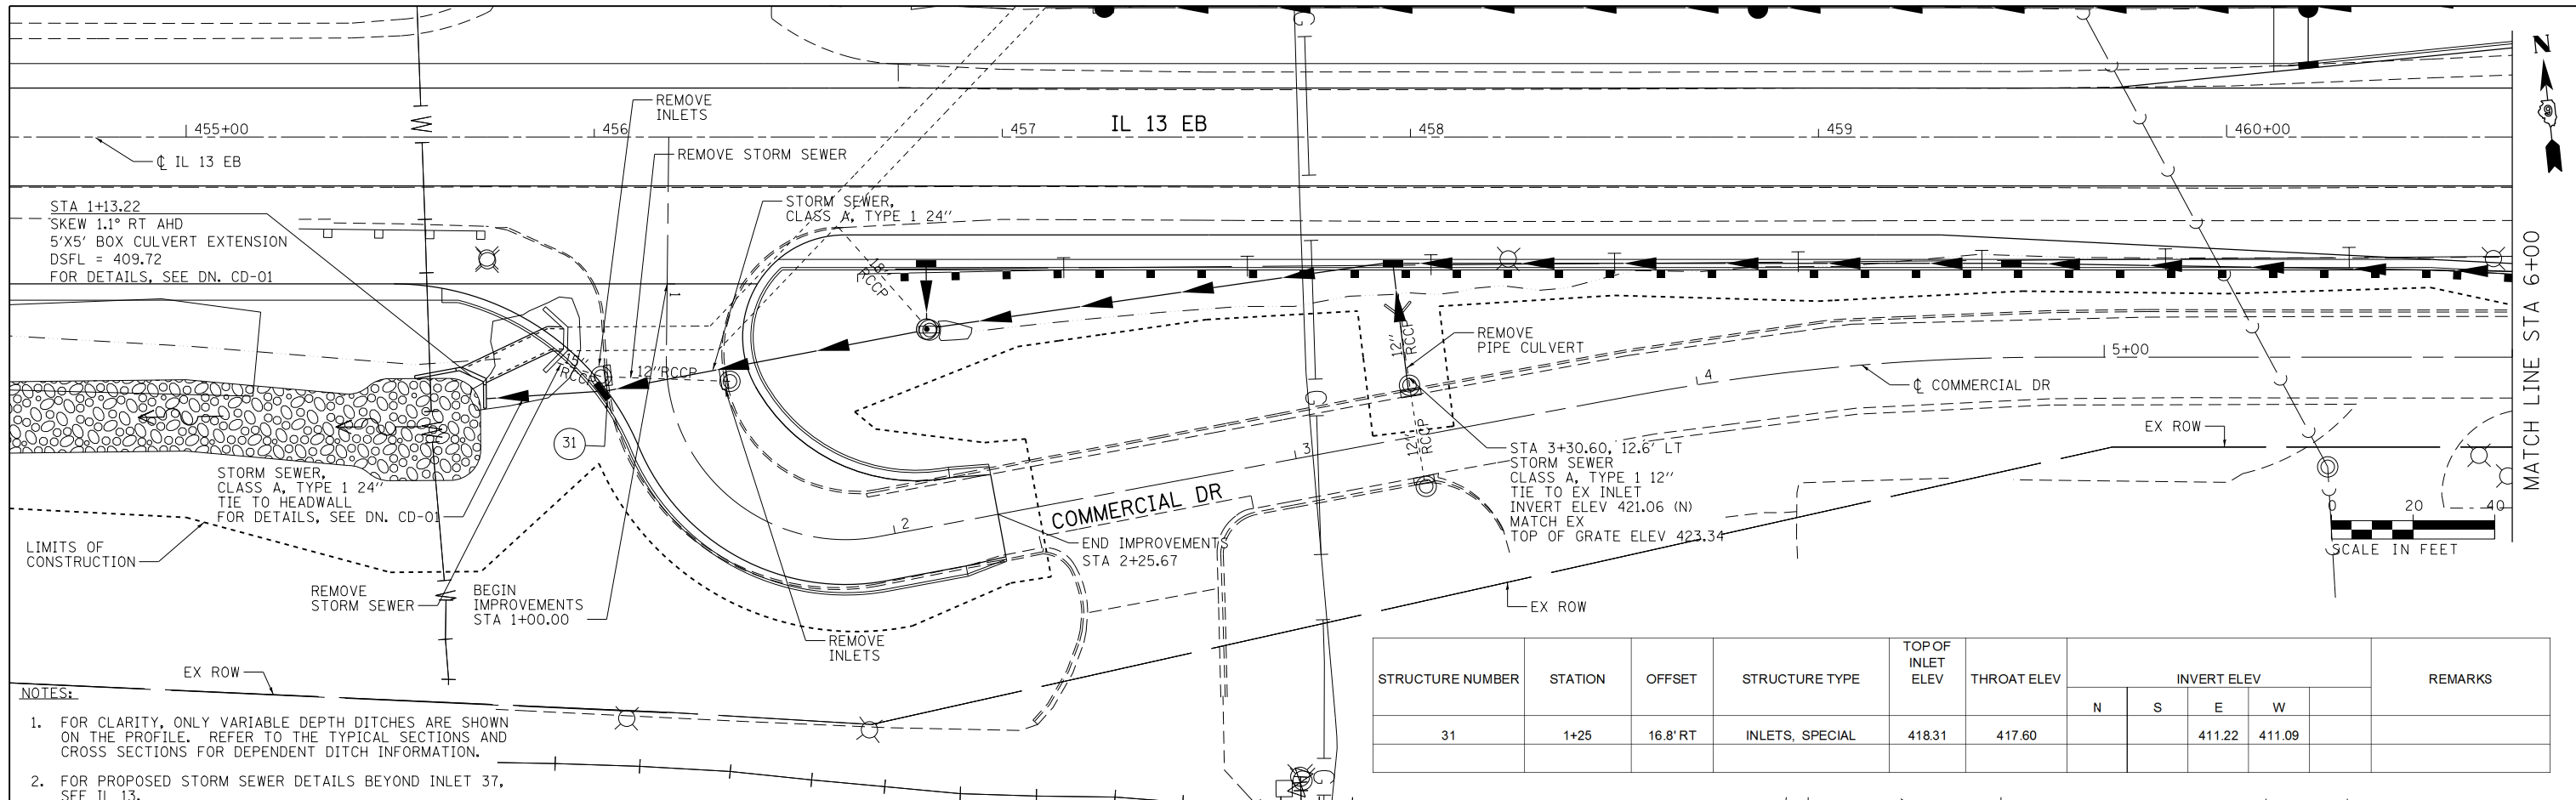 N
455+00
456
457
IL 13 EB
458
459
460+00
℄ IL 13 EB
REMOVE
INLETS
REMOVE STORM SEWER
STORM SEWER,
CLASS A, TYPE 1 24″
STA 1+13.22
SKEW 1.1° RT AHD
5′X5′ BOX CULVERT EXTENSION
DSFL = 409.72
FOR DETAILS, SEE DN. CD-01
G
1
18"
RCCP
15"
RCCP
12″RCCP
12″
RCCP
REMOVE
PIPE CULVERT
5+00
4
℄ COMMERCIAL DR
MATCH LINE STA 6+00
31
G
3
12″
RCCP
STA 3+30.60, 12.6′ LT
STORM SEWER
CLASS A, TYPE 1 12″
TIE TO EX INLET
INVERT ELEV 421.06 (N)
MATCH EX
TOP OF GRATE ELEV 423.34
EX ROW
STORM SEWER,
CLASS A, TYPE 1 24″
TIE TO HEADWALL
FOR DETAILS, SEE DN. CD-01
2
COMMERCIAL DR
END IMPROVEMENTS
STA 2+25.67
0 20 40
SCALE IN FEET
LIMITS OF
CONSTRUCTION
REMOVE
STORM SEWER
BEGIN
IMPROVEMENTS
STA 1+00.00
REMOVE
INLETS
EX ROW
EX ROW
NOTES:
1. FOR CLARITY, ONLY VARIABLE DEPTH DITCHES ARE SHOWN
ON THE PROFILE. REFER TO THE TYPICAL SECTIONS AND
CROSS SECTIONS FOR DEPENDENT DITCH INFORMATION.
2. FOR PROPOSED STORM SEWER DETAILS BEYOND INLET 37,
SEE IL 13.
G
STRUCTURE NUMBER STATION OFFSET STRUCTURE TYPE TOP OF INLET ELEV THROAT ELEV INVERT ELEV REMARKS
N S E W
31 1+25 16.8' RT INLETS, SPECIAL 418.31 417.60 411.22 411.09